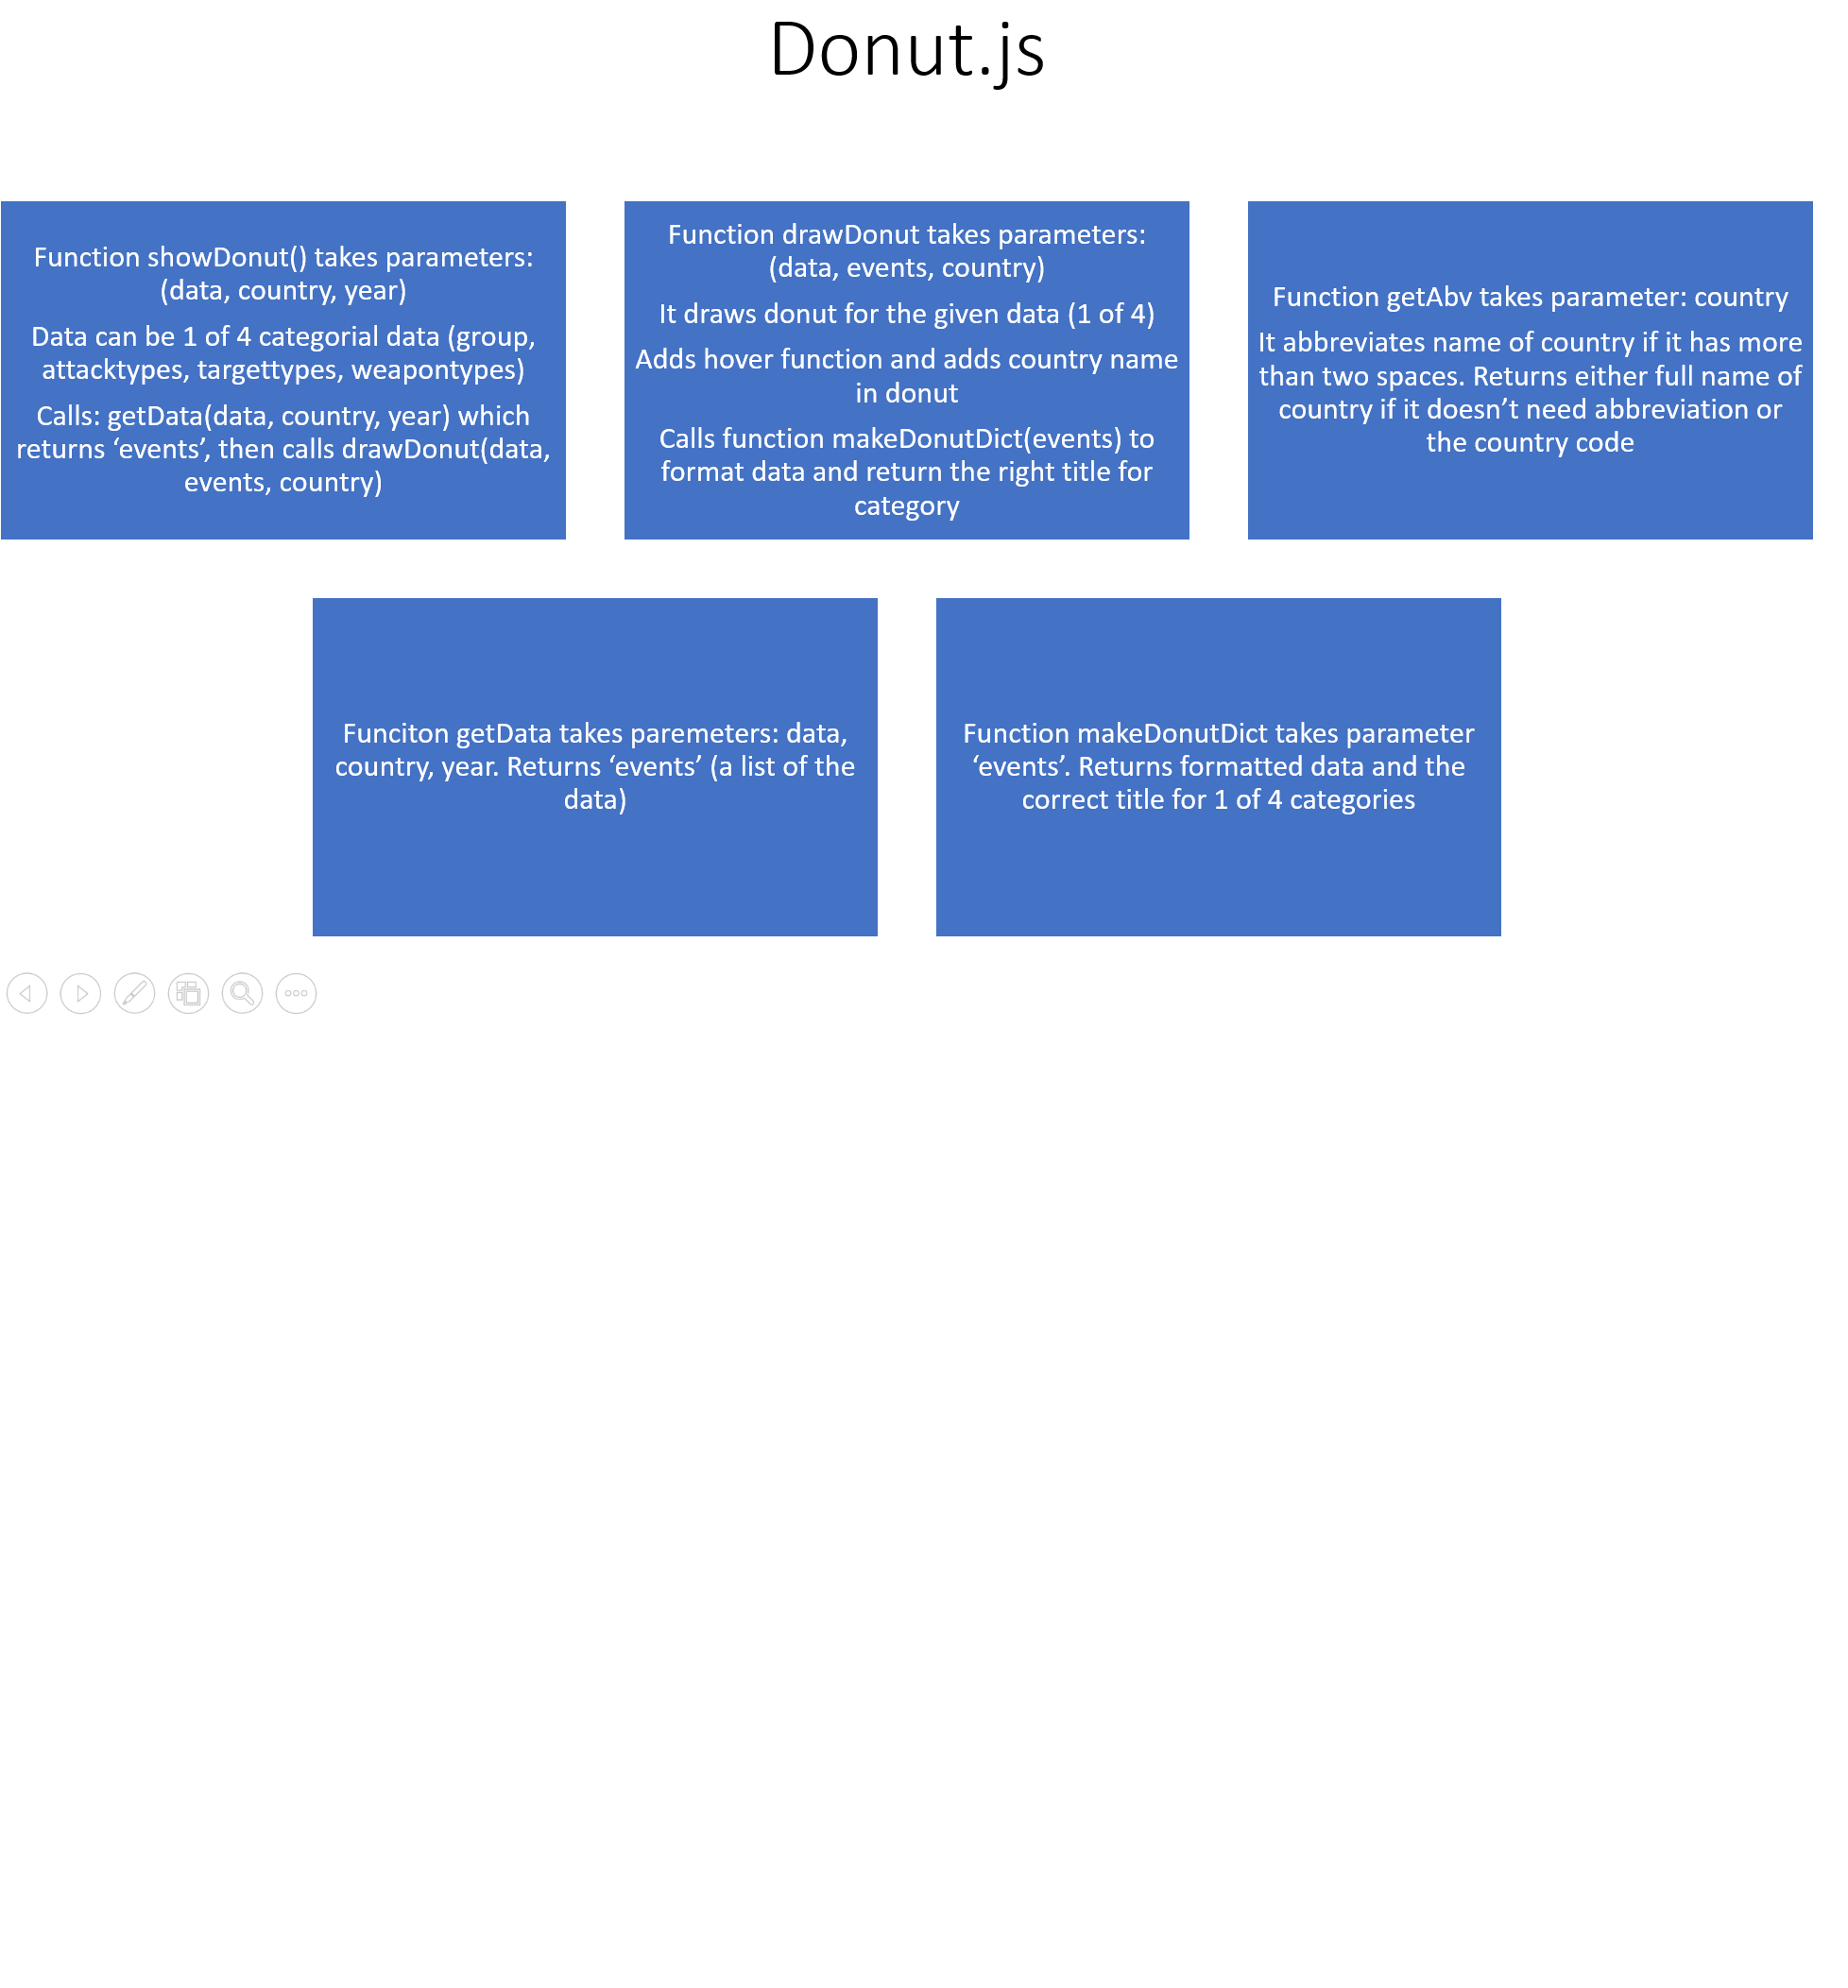 Donut.js
Function showDonut() takes parameters:
(data, country, year)
Data can be 1 of 4 categorial data (group,
attacktypes, targettypes, weapontypes)
Calls: getData(data, country, year) which
returns ‘events’, then calls drawDonut(data,
events, country)
Function drawDonut takes parameters:
(data, events, country)
It draws donut for the given data (1 of 4)
Adds hover function and adds country name
in donut
Calls function makeDonutDict(events) to
format data and return the right title for
category
Function getAbv takes parameter: country
It abbreviates name of country if it has more
than two spaces. Returns either full name of
country if it doesn’t need abbreviation or
the country code
Funciton getData takes paremeters: data,
country, year. Returns ‘events’ (a list of the
data)
Function makeDonutDict takes parameter
‘events’. Returns formatted data and the
correct title for 1 of 4 categories